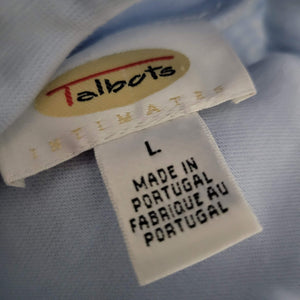 Talbots
INTIMATES
L
MADE IN
PORTUGAL
FABRIQUE AU
PORTUGAL